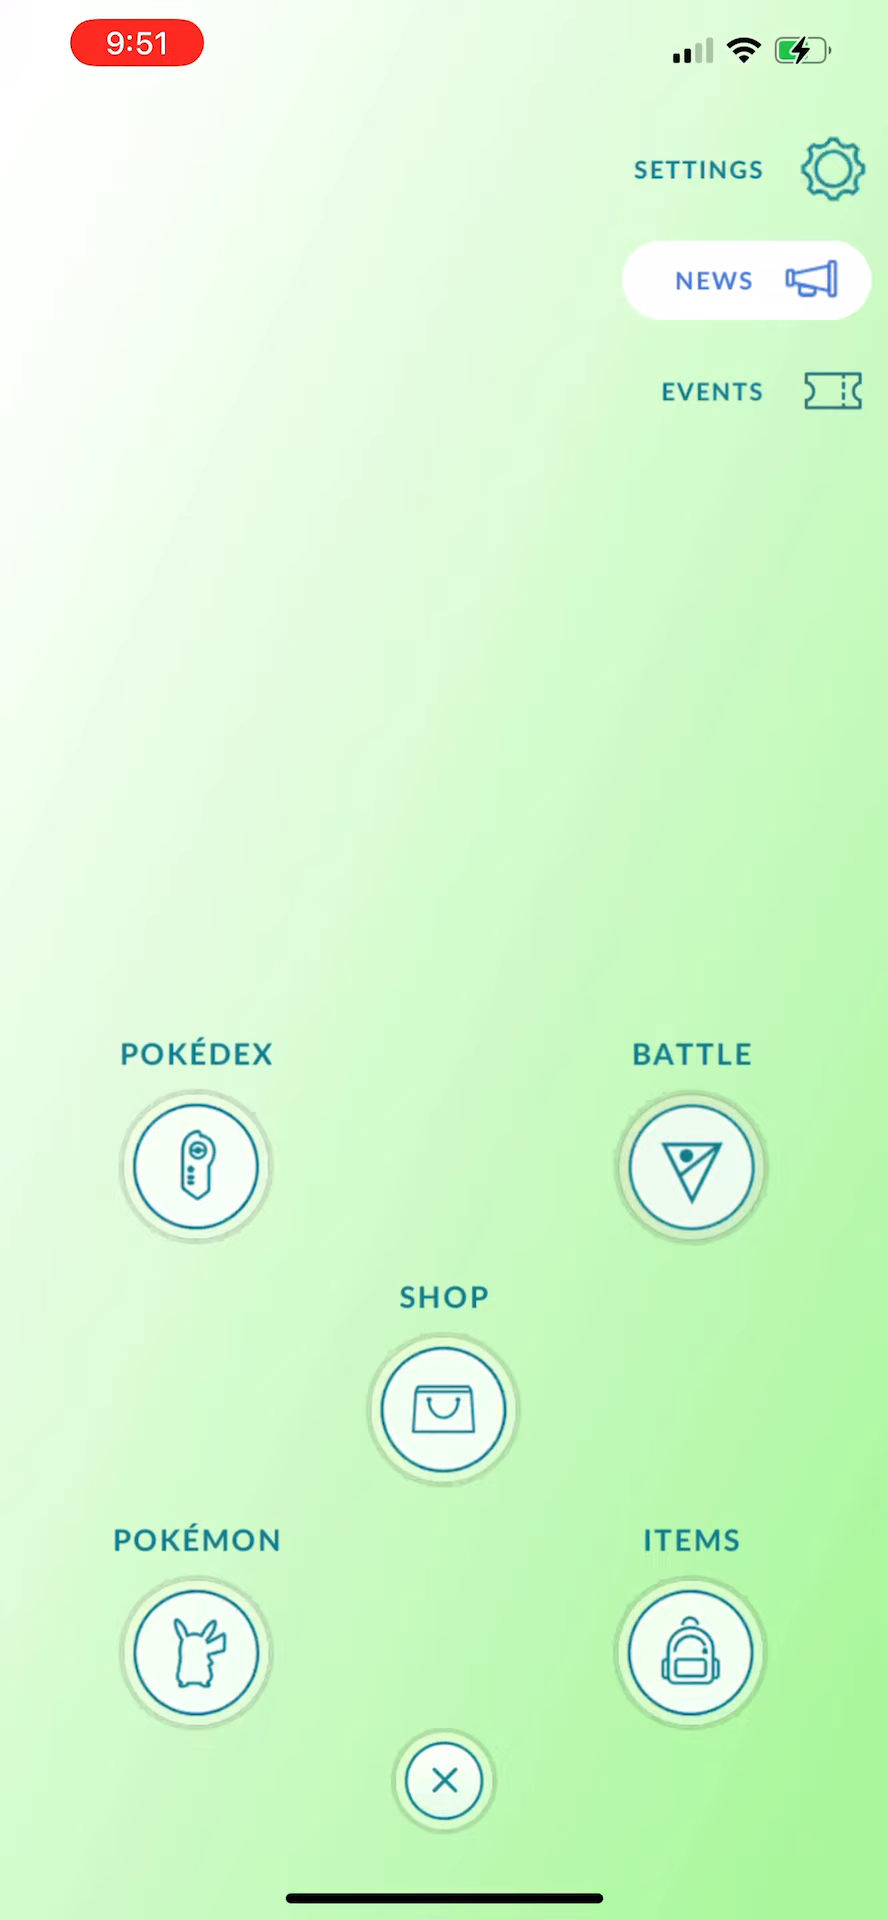 9:51
SETTINGS
NEWS
EVENTS
POKÉDEX
BATTLE
SHOP
POKÉMON
ITEMS